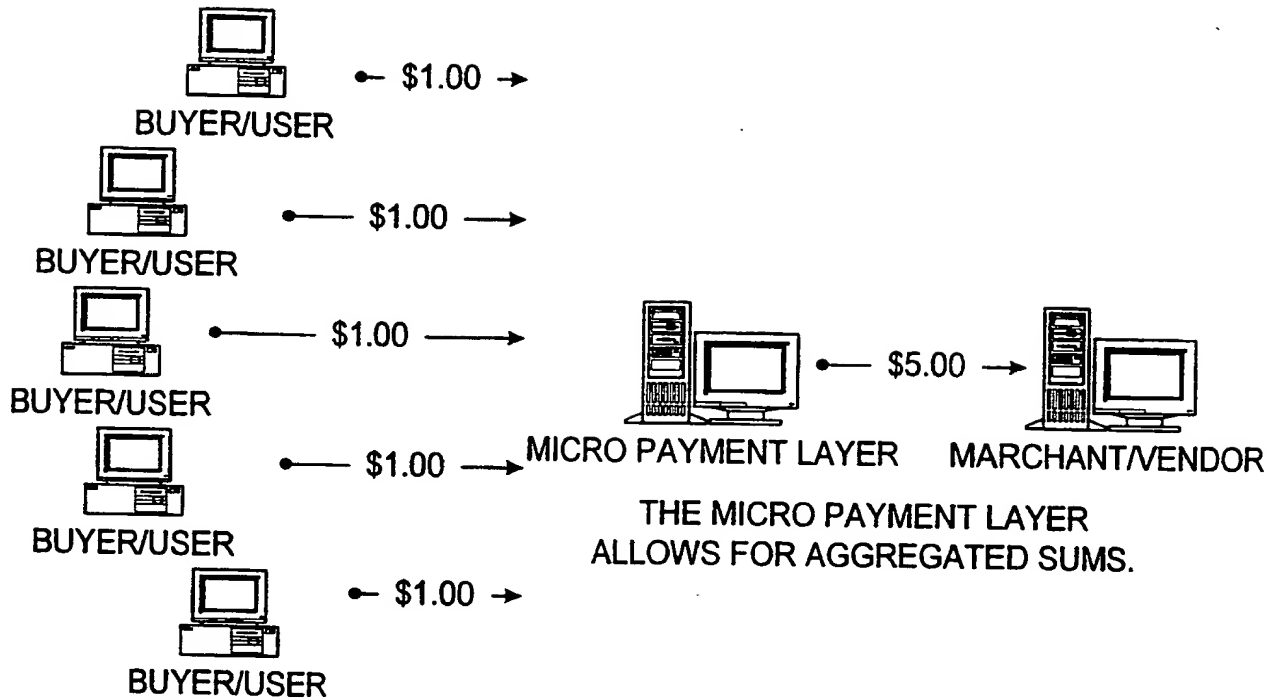 $1.00
BUYER/USER
$1.00
BUYER/USER
$1.00
BUYER/USER
$1.00
BUYER/USER
$1.00
BUYER/USER
MICRO PAYMENT LAYER
$5.00
MARCHANT/VENDOR
THE MICRO PAYMENT LAYER
ALLOWS FOR AGGREGATED SUMS.